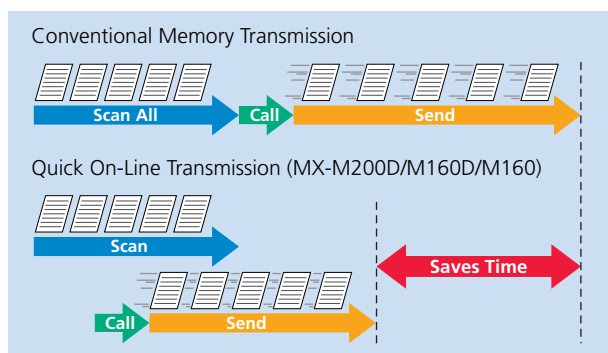 Conventional Memory Transmission
Scan All
Call
Send
Quick On-Line Transmission (MX-M200D/M160D/M160)
Scan
Saves Time
Call
Send